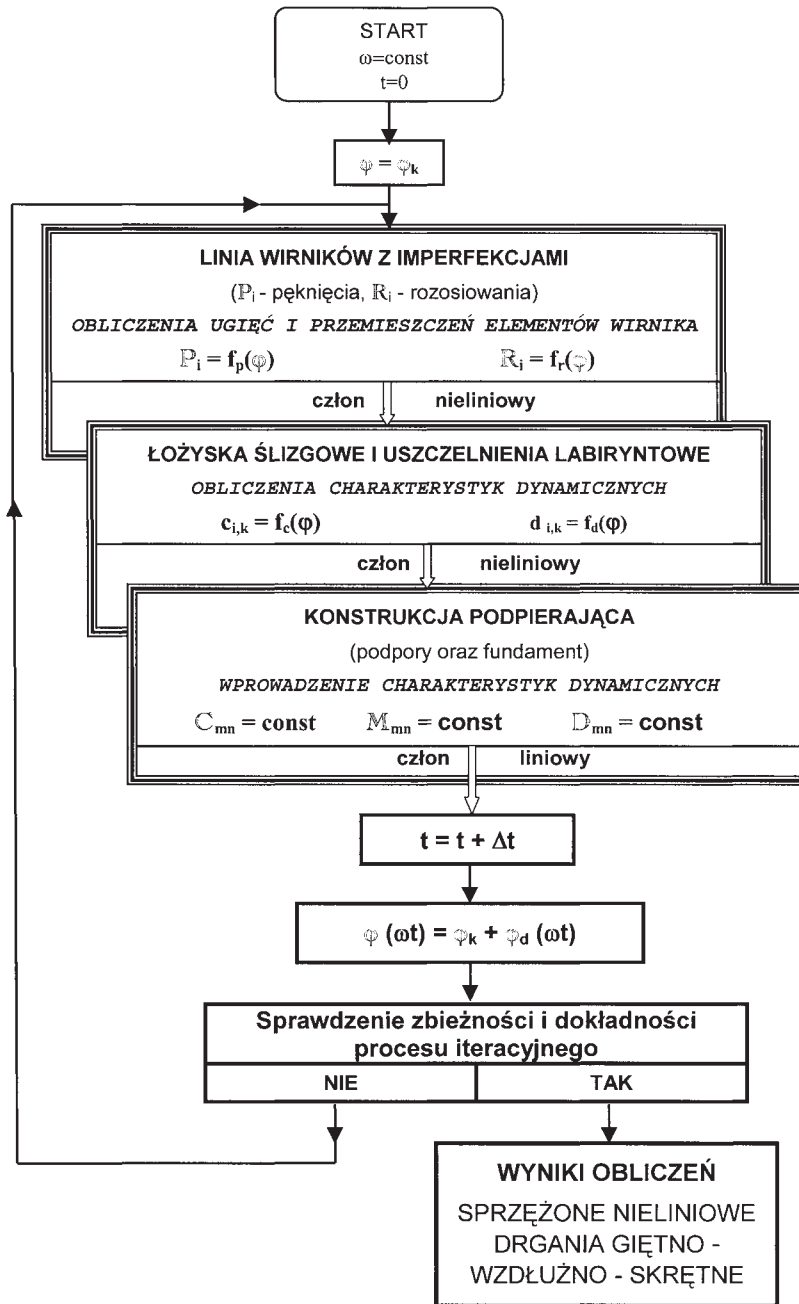 START
ω=const
t=0
φ = φk
LINIA WIRNIKÓW Z IMPERFEKCJAMI
(ℙi - pęknięcia, ℝi - rozosiowania)
OBLICZENIA UGIĘĆ I PRZEMIESZCZEŃ ELEMENTÓW WIRNIKA
ℙi = fp(φ) ℝi = fr(φ)
człon nieliniowy
ŁOŻYSKA ŚLIZGOWE I USZCZELNIENIA LABIRYNTOWE
OBLICZENIA CHARAKTERYSTYK DYNAMICZNYCH
ci,k = fc(φ) d i,k = fd(φ)
człon nieliniowy
KONSTRUKCJA PODPIERAJĄCA
(podpory oraz fundament)
WPROWADZENIE CHARAKTERYSTYK DYNAMICZNYCH
ℂmn = const 𝕄mn = const 𝔻mn = const
człon liniowy
t = t + Δt
φ (ωt) = φk + φd (ωt)
Sprawdzenie zbieżności i dokładności
procesu iteracyjnego
NIE TAK
WYNIKI OBLICZEŃ
SPRZĘŻONE NIELINIOWE
DRGANIA GIĘTNO -
WZDŁUŻNO - SKRĘTNE